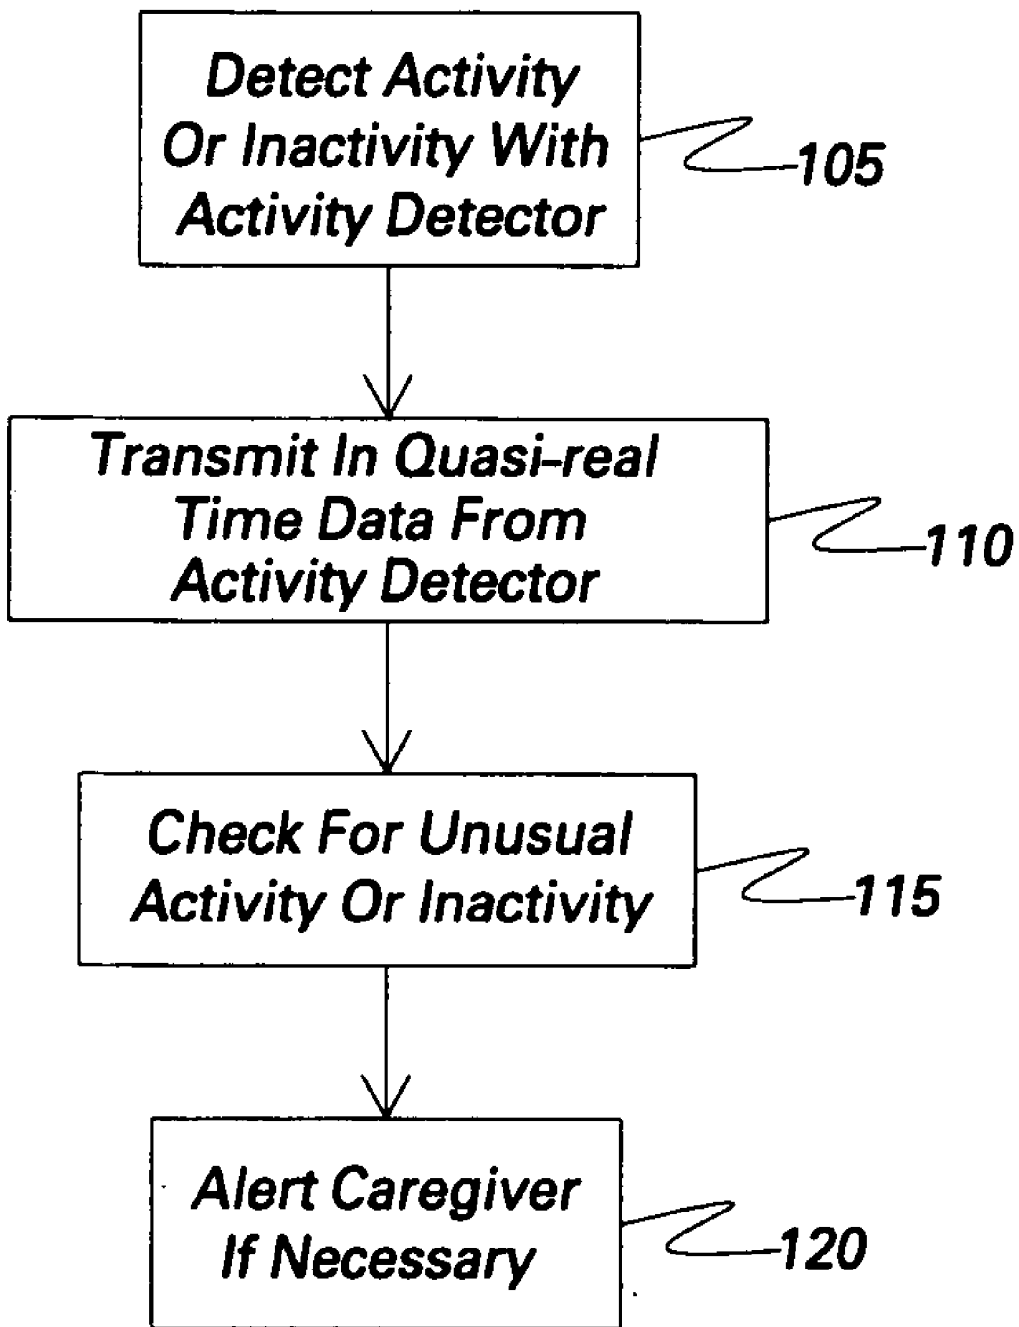 Detect Activity
Or Inactivity With
Activity Detector
105
Transmit In Quasi-real
Time Data From
Activity Detector
110
Check For Unusual
Activity Or Inactivity
115
Alert Caregiver
If Necessary
120